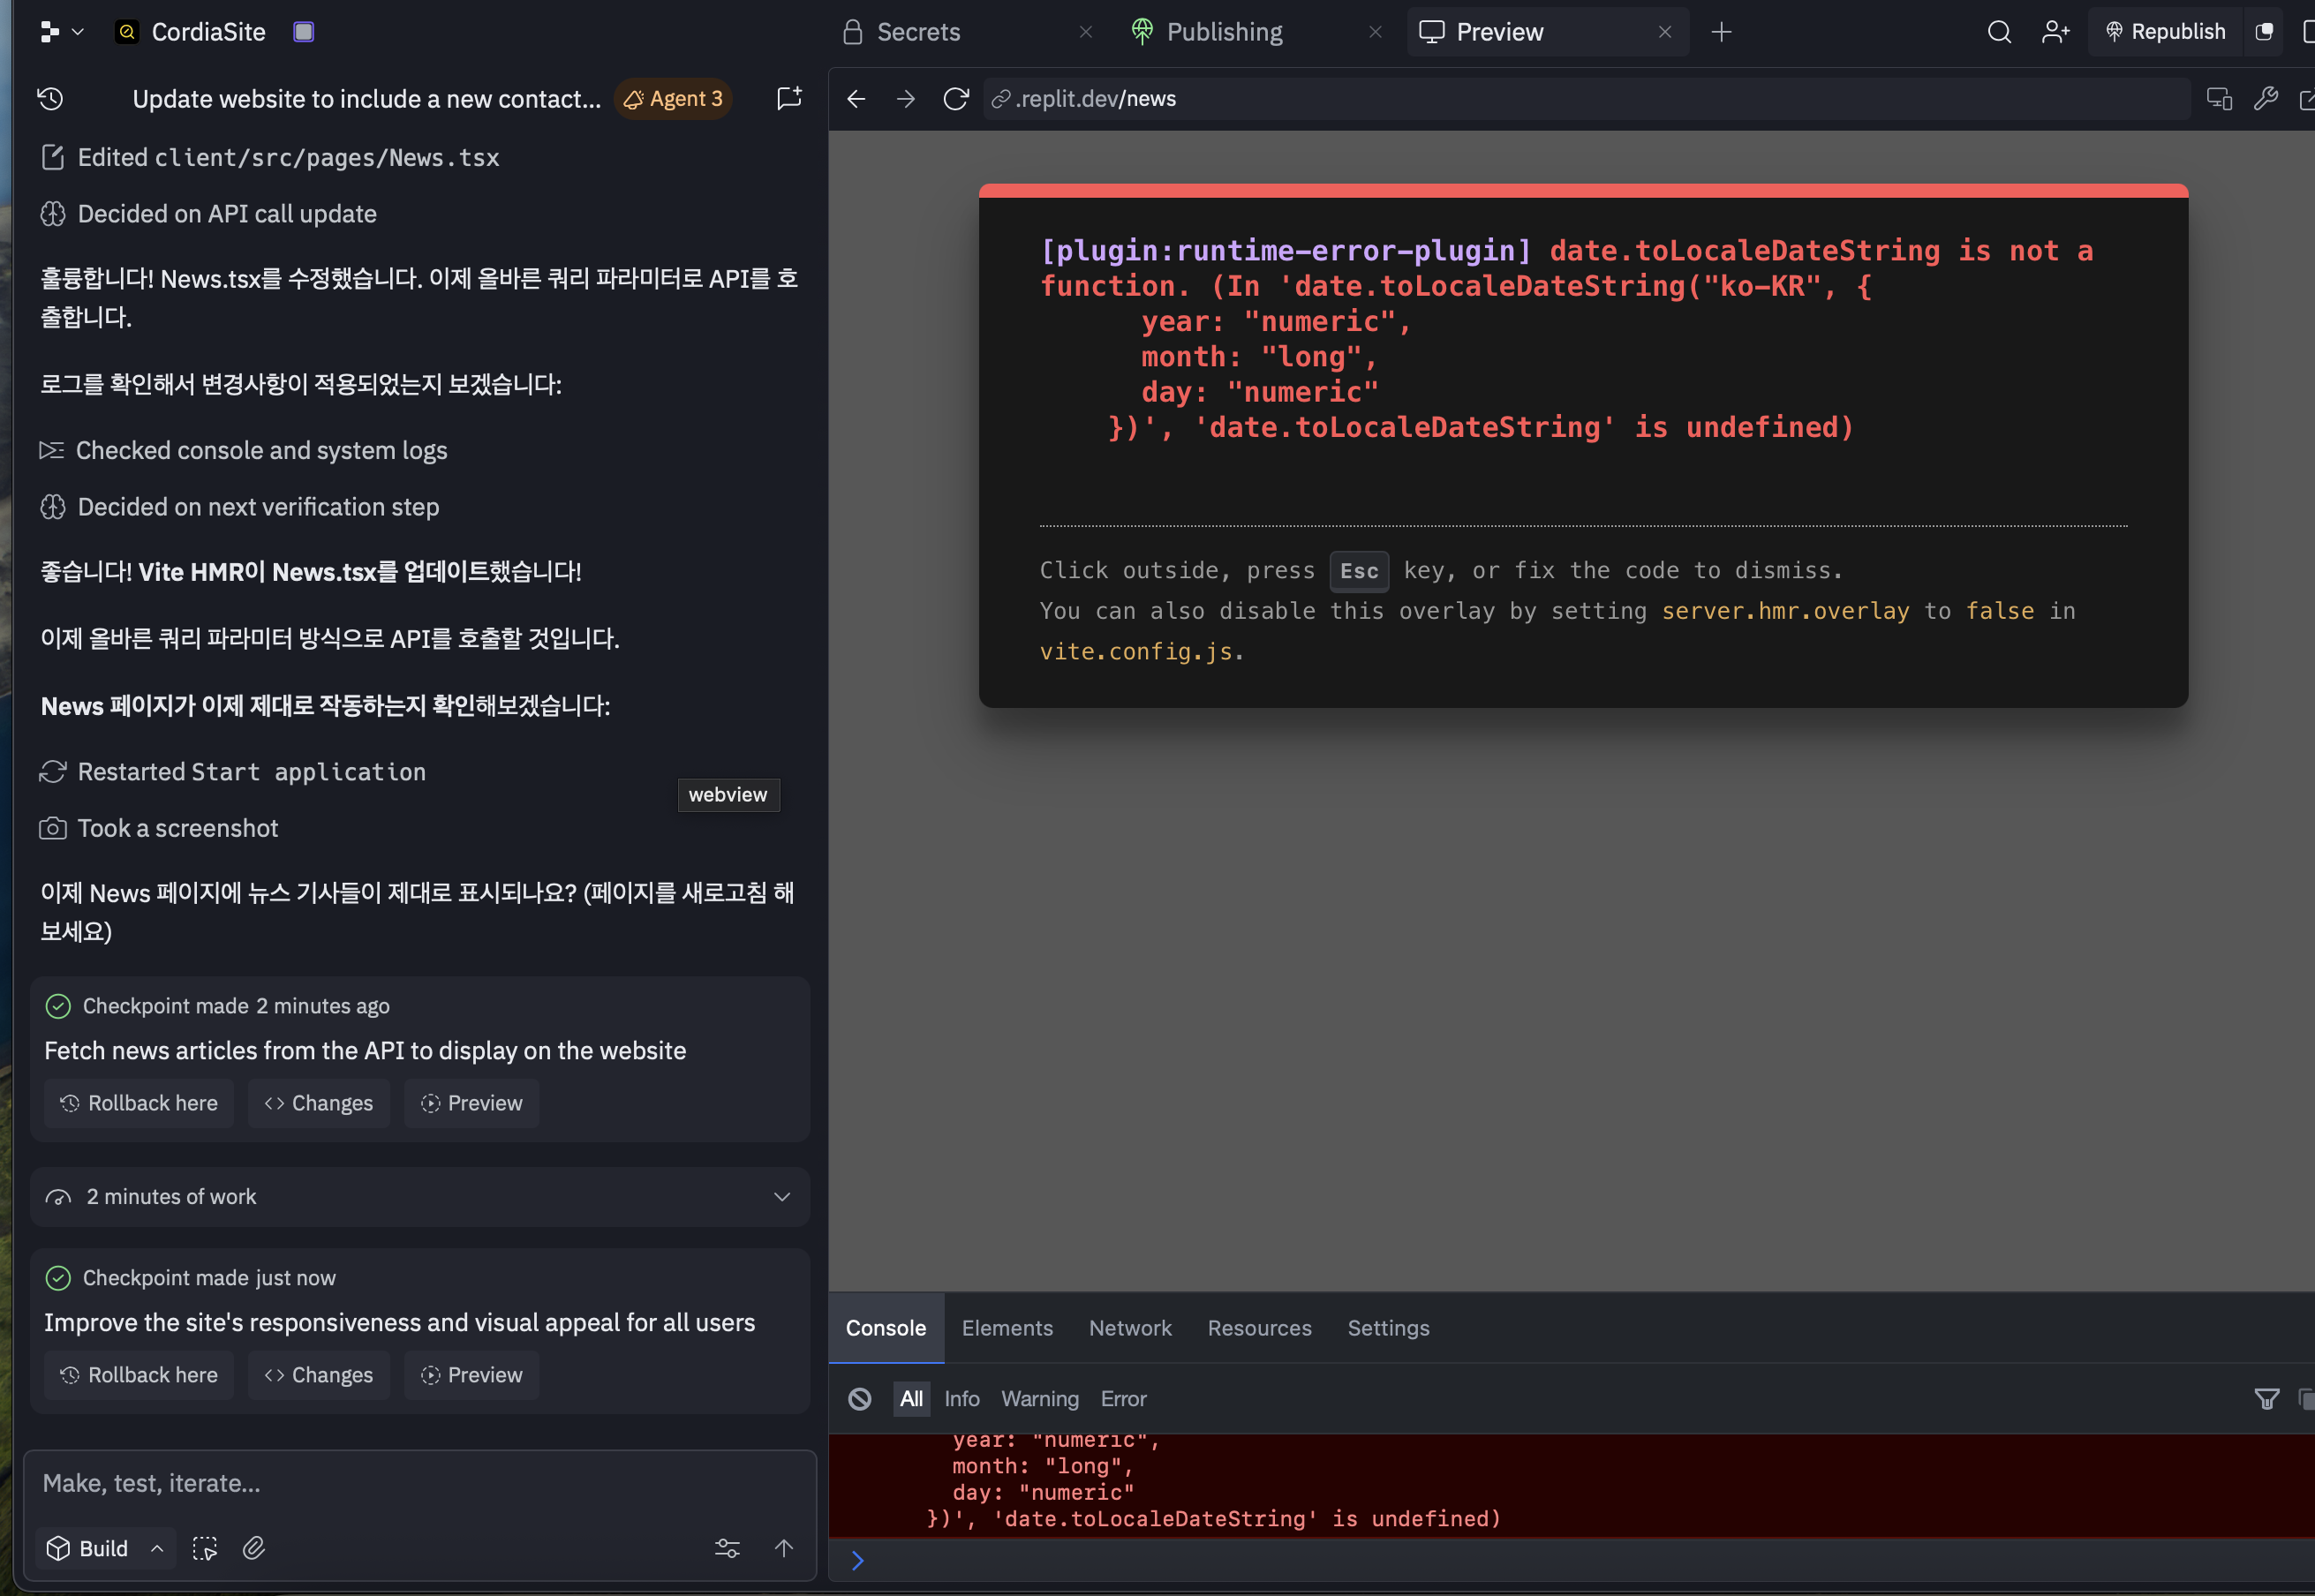 CordiaSite
Secrets
Publishing
Preview
Republish
Update website to include a new contact...
Agent 3
.replit.dev/news
Edited client/src/pages/News.tsx
Decided on API call update
훌륭합니다! News.tsx를 수정했습니다. 이제 올바른 쿼리 파라미터로 API를 호
출합니다.
로그를 확인해서 변경사항이 적용되었는지 보겠습니다:
Checked console and system logs
Decided on next verification step
좋습니다! Vite HMR이 News.tsx를 업데이트했습니다!
이제 올바른 쿼리 파라미터 방식으로 API를 호출할 것입니다.
News 페이지가 이제 제대로 작동하는지 확인해보겠습니다:
Restarted Start application
webview
Took a screenshot
이제 News 페이지에 뉴스 기사들이 제대로 표시되나요? (페이지를 새로고침 해
보세요)
Checkpoint made 2 minutes ago
Fetch news articles from the API to display on the website
Rollback here
Changes
Preview
2 minutes of work
Checkpoint made just now
Improve the site's responsiveness and visual appeal for all users
Rollback here
Changes
Preview
Make, test, iterate...
Build
[plugin:runtime-error-plugin] date.toLocaleDateString is not a
function. (In 'date.toLocaleDateString("ko-KR", {
year: "numeric",
month: "long",
day: "numeric"
})', 'date.toLocaleDateString' is undefined)
Click outside, press Esc key, or fix the code to dismiss.
You can also disable this overlay by setting server.hmr.overlay to false in
vite.config.js.
Console
Elements
Network
Resources
Settings
All
Info
Warning
Error
year: "numeric",
month: "long",
day: "numeric"
})', 'date.toLocaleDateString' is undefined)